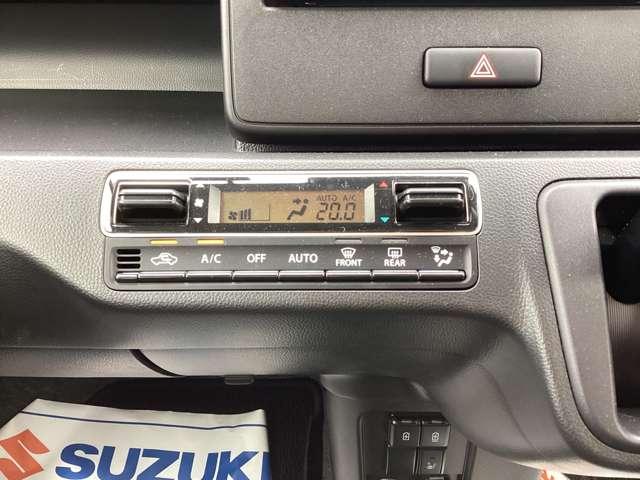 AUTO A/C
20.0
A/C OFF AUTO FRONT REAR
SUZUKI